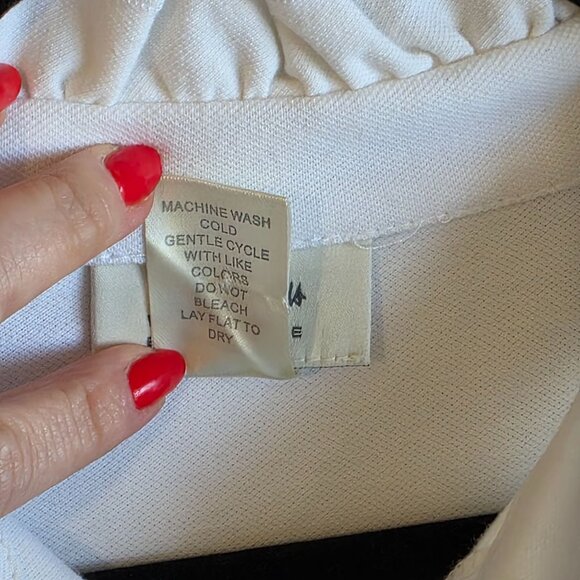 MACHINE WASH
COLD
GENTLE CYCLE
WITH LIKE
COLORS
DO NOT
BLEACH
LAY FLAT TO
DRY
E